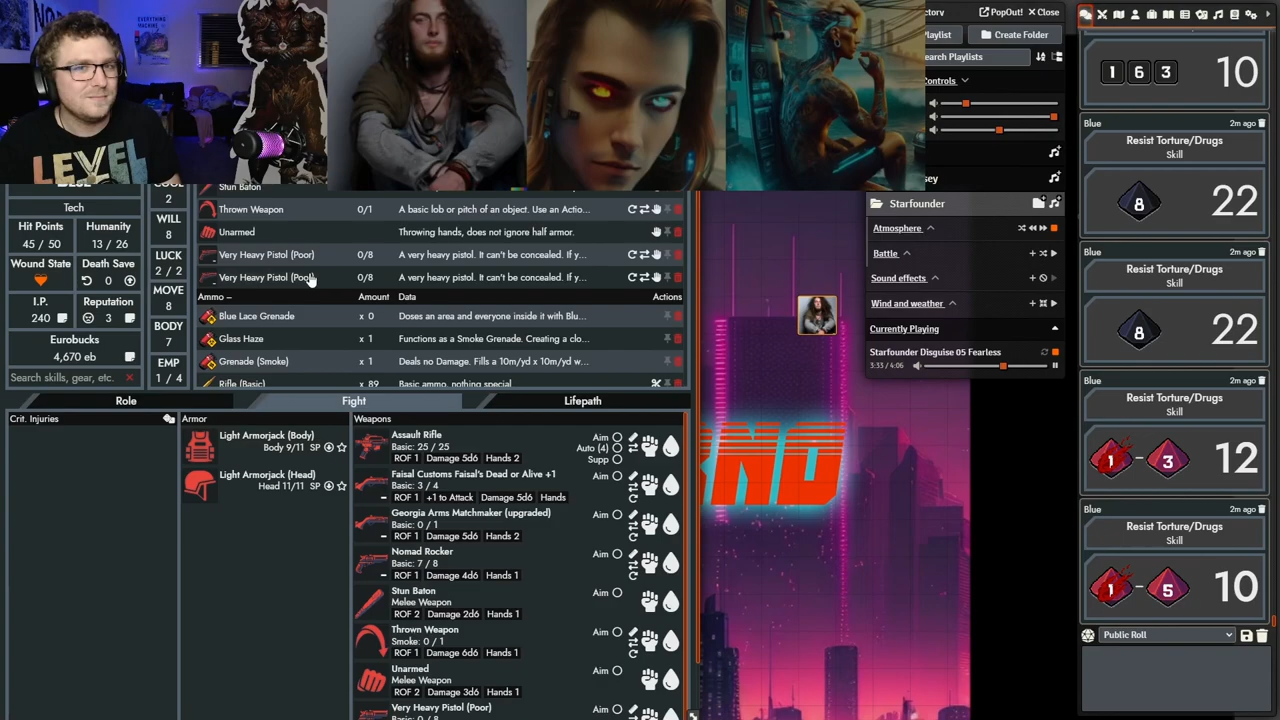 EVERYTHING
MACHINE
LEVEL
Tech
Hit Points
45 / 50
Humanity
13 / 26
Wound State
Death Save
0
I.P.
240
Reputation
3
Eurobucks
4,670 eb
Search skills, gear, etc.
COOL
2
WILL
8
LUCK
2 / 2
MOVE
8
BODY
7
EMP
1 / 4
Stun Baton
Thrown Weapon 0/1 A basic lob or pitch of an object. Use an Actio...
Unarmed Throwing hands, does not ignore half armor.
Very Heavy Pistol (Poor) 0/8 A very heavy pistol. It can't be concealed. If y...
Very Heavy Pistol (Poor) 0/8 A very heavy pistol. It can't be concealed. If y...
Ammo – Amount Data Actions
Blue Lace Grenade x 0 Doses an area and everyone inside it with Blu...
Glass Haze x 1 Functions as a Smoke Grenade. Creating a clo...
Grenade (Smoke) x 1 Deals no Damage. Fills a 10m/yd x 10m/yd w...
Rifle (Basic) x 89 Basic ammo, nothing special
Role Fight Lifepath
Crit. Injuries
Armor
Light Armorjack (Body)
Body 9/11 SP
Light Armorjack (Head)
Head 11/11 SP
Weapons
Assault Rifle
Basic: 25 / 25
ROF 1 Damage 5d6 Hands 2
Aim
Auto (4)
Supp
Faisal Customs Faisal's Dead or Alive +1
Basic: 3 / 4
ROF 1 +1 to Attack Damage 5d6 Hands
Aim
Georgia Arms Matchmaker (upgraded)
Basic: 0 / 1
ROF 1 Damage 5d6 Hands 2
Aim
Nomad Rocker
Basic: 7 / 8
ROF 1 Damage 4d6 Hands 1
Aim
Stun Baton
Melee Weapon
ROF 2 Damage 2d6 Hands 1
Aim
Thrown Weapon
Smoke: 0 / 1
ROF 1 Damage 6d6 Hands 1
Aim
Unarmed
Melee Weapon
ROF 2 Damage 3d6 Hands 1
Aim
Very Heavy Pistol (Poor)
Basic: 0 / 8
Aim
PopOut! Close
Create Folder
Search Playlists
Controls
Starfounder
Atmosphere
Battle
Sound effects
Wind and weather
Currently Playing
Starfounder Disguise 05 Fearless
3:33 / 4:06
1 6 3 10
Blue 2m ago
Resist Torture/Drugs
Skill
8 22
Blue 2m ago
Resist Torture/Drugs
Skill
8 22
Blue 2m ago
Resist Torture/Drugs
Skill
1 - 3 12
Blue 2m ago
Resist Torture/Drugs
Skill
1 - 5 10
Public Roll